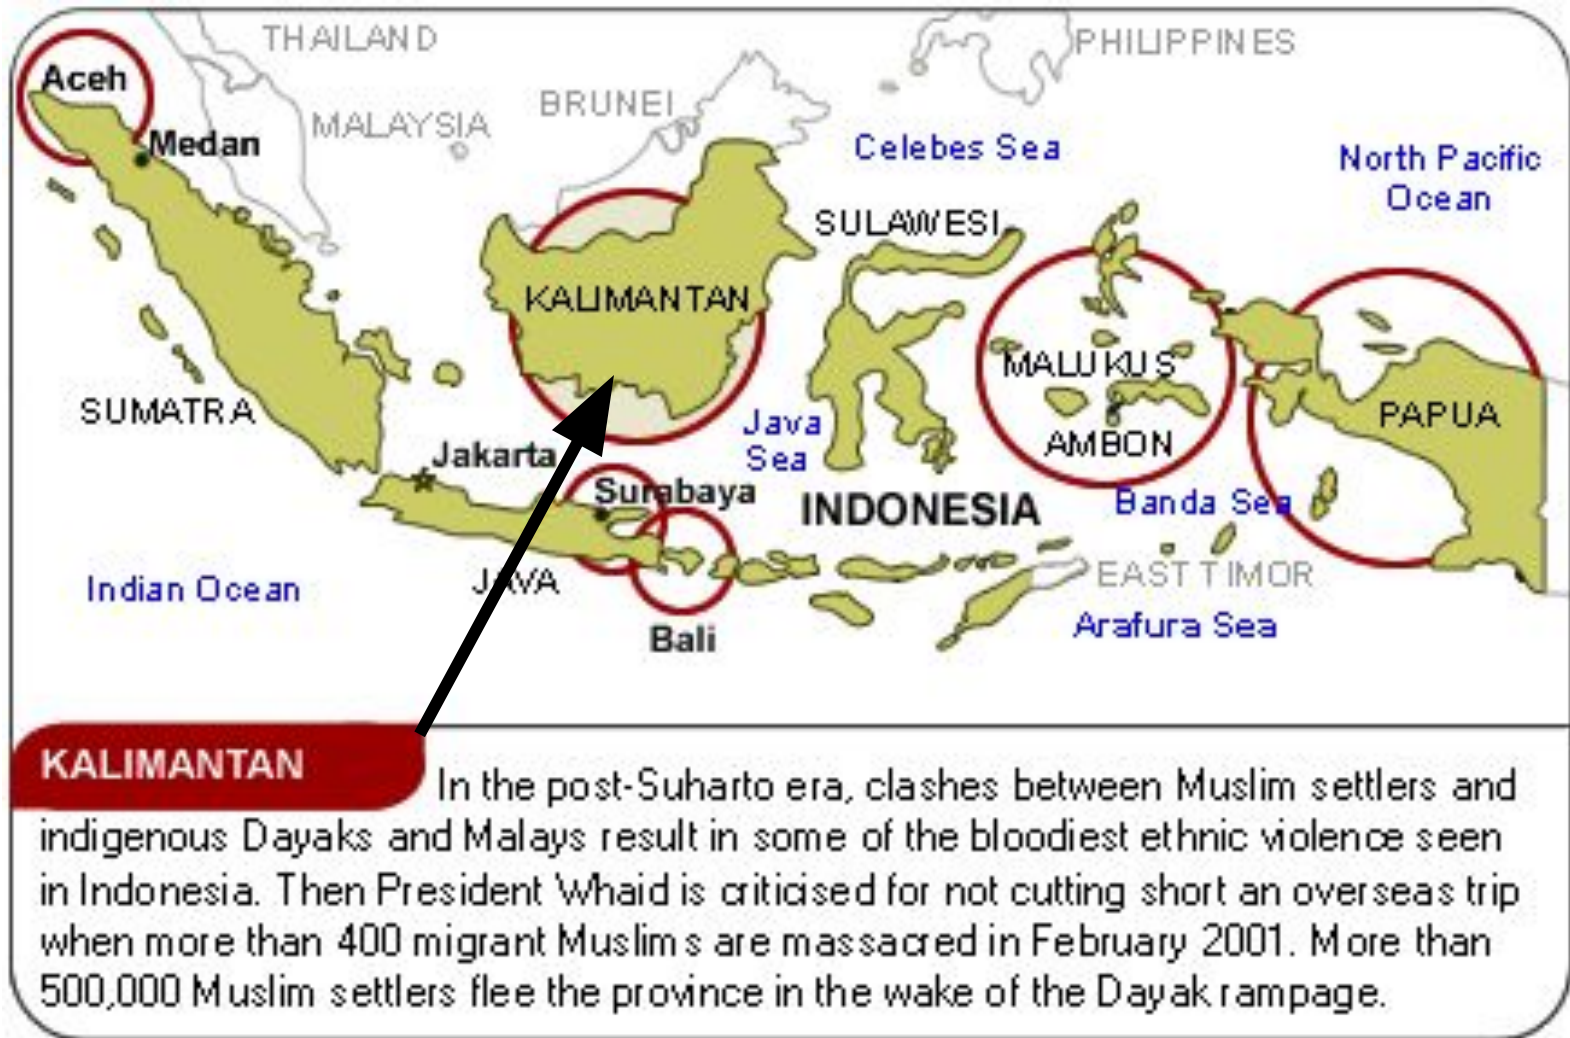 THAILAND
PHILIPPINES
Aceh
BRUNEI
MALAYSIA
Medan
Celebes Sea
North Pacific
Ocean
SULAWESI
KALIMANTAN
MALUKUS
SUMATRA
PAPUA
Java
Sea
AMBON
Jakarta
Surabaya
INDONESIA
Banda Sea
JAVA
EAST TIMOR
Indian Ocean
Arafura Sea
Bali
KALIMANTAN
In the post-Suharto era, clashes between Muslim settlers and
indigenous Dayaks and Malays result in some of the bloodiest ethnic violence seen
in Indonesia. Then President Whaid is criticised for not cutting short an overseas trip
when more than 400 migrant Muslims are massacred in February 2001. More than
500,000 Muslim settlers flee the province in the wake of the Dayak rampage.